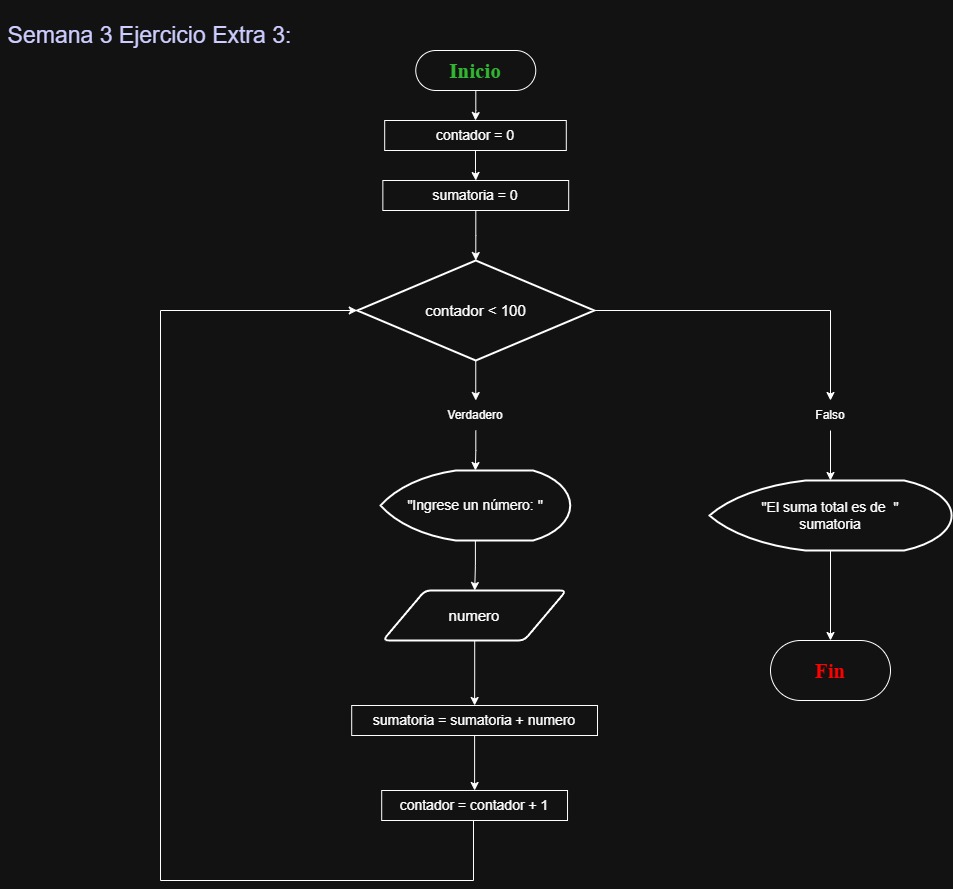 Semana 3 Ejercicio Extra 3:
Inicio
contador = 0
sumatoria = 0
contador < 100
Verdadero
Falso
"Ingrese un número: "
"El suma total es de  "
sumatoria
numero
Fin
sumatoria = sumatoria + numero
contador = contador + 1